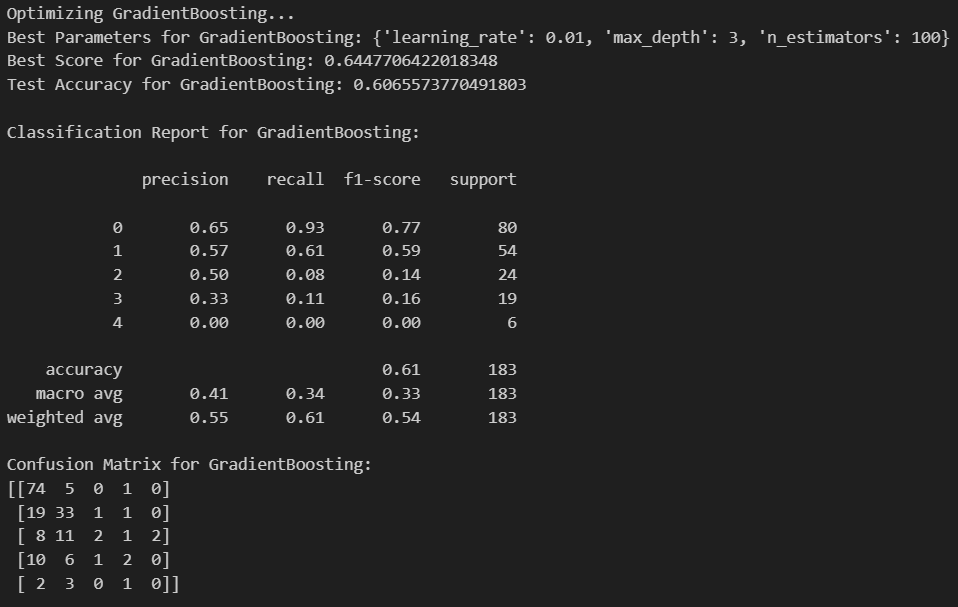 Optimizing GradientBoosting...
Best Parameters for GradientBoosting: {'learning_rate': 0.01, 'max_depth': 3, 'n_estimators': 100}
Best Score for GradientBoosting: 0.6447706422018348
Test Accuracy for GradientBoosting: 0.6065573770491803
Classification Report for GradientBoosting:
precision    recall  f1-score   support
0       0.65      0.93      0.77        80
1       0.57      0.61      0.59        54
2       0.50      0.08      0.14        24
3       0.33      0.11      0.16        19
4       0.00      0.00      0.00         6
accuracy                           0.61       183
macro avg       0.41      0.34      0.33       183
weighted avg       0.55      0.61      0.54       183
Confusion Matrix for GradientBoosting:
[[74  5  0  1  0]
[19 33  1  1  0]
[ 8 11  2  1  2]
[10  6  1  2  0]
[ 2  3  0  1  0]]